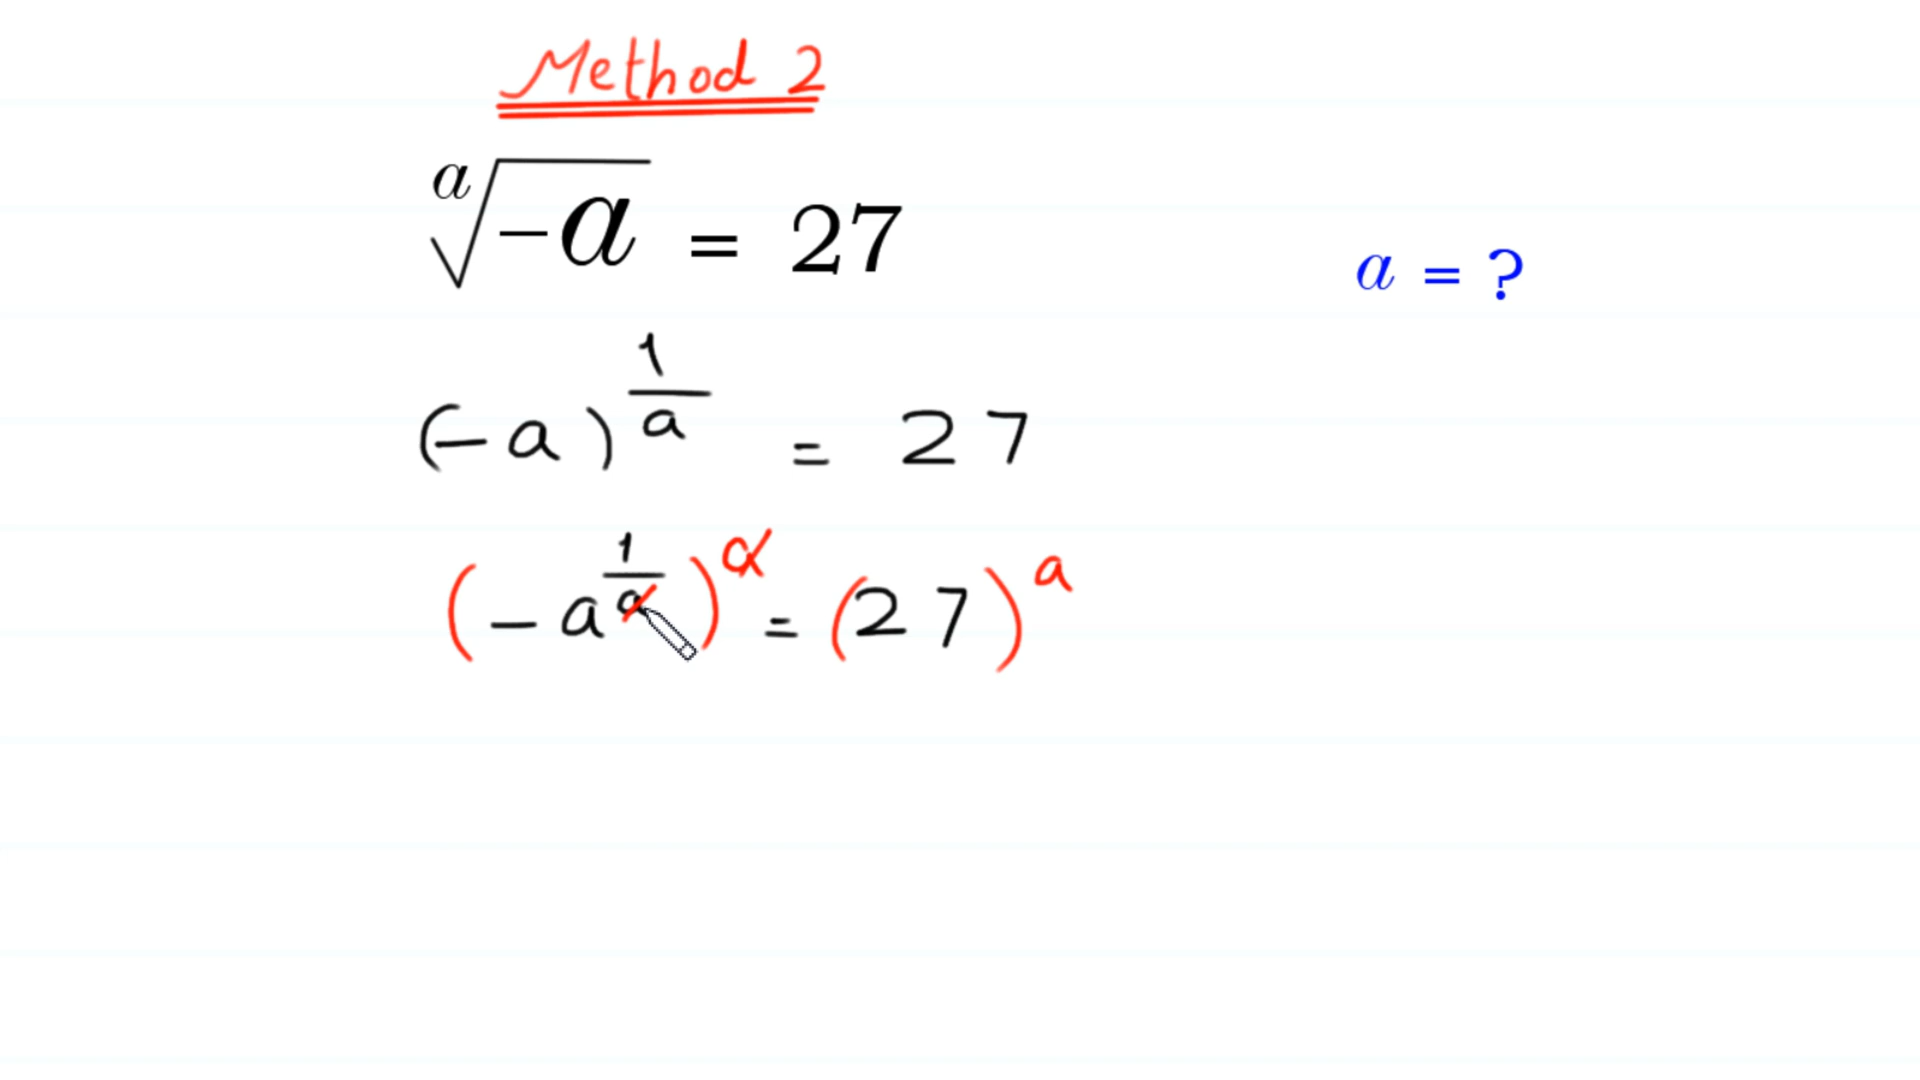 Method 2
ᵃ√-a = 27
a = ?
(-a)^(1/a) = 27
(-a^(1/a))^a = (27)^a